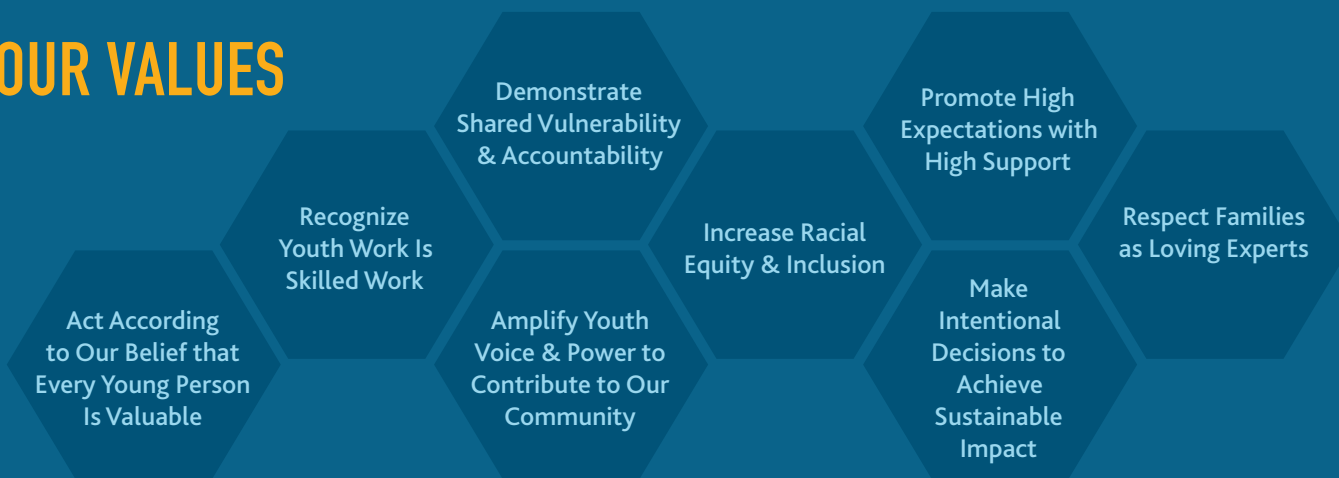 OUR VALUES
Act According
to Our Belief that
Every Young Person
Is Valuable
Recognize
Youth Work Is
Skilled Work
Demonstrate
Shared Vulnerability
& Accountability
Amplify Youth
Voice & Power to
Contribute to Our
Community
Increase Racial
Equity & Inclusion
Promote High
Expectations with
High Support
Make
Intentional
Decisions to
Achieve
Sustainable
Impact
Respect Families
as Loving Experts